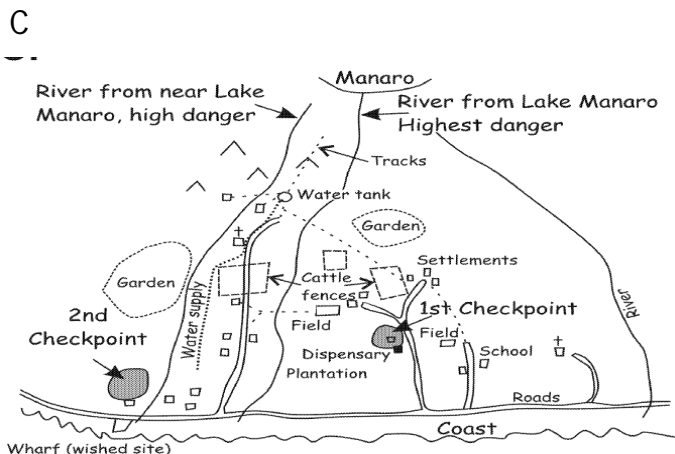 C
Manaro
River from near Lake
Manaro, high danger
River from Lake Manaro
Highest danger
Tracks
Water tank
Garden
Settlements
Garden
Cattle
fences
Water supply
2nd
Checkpoint
1st Checkpoint
Field
Field
River
Dispensary
School
Plantation
Roads
Coast
Wharf (wished site)